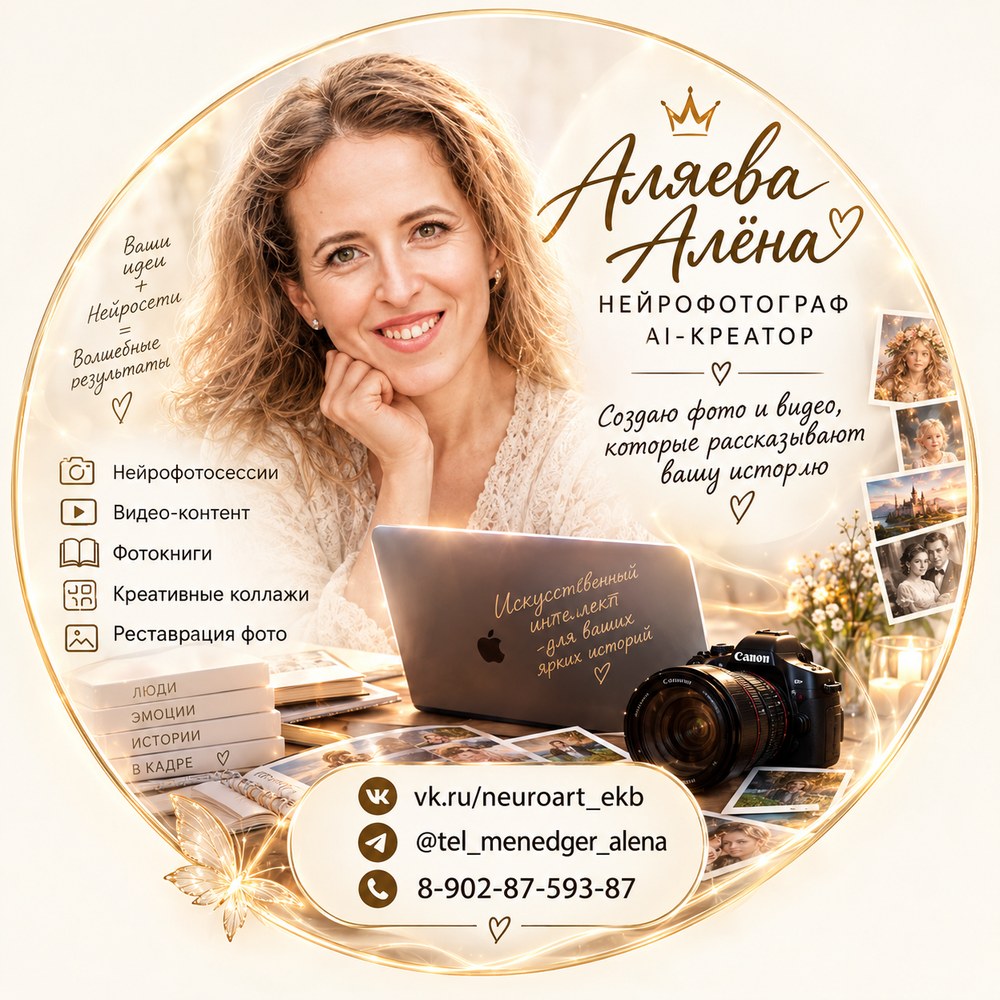 Аляева
Алёна
НЕЙРОФОТОГРАФ
AI-КРЕАТОР
Создаю фото и видео,
которые рассказывают
вашу исторлю
Ваши
идеи
+
Нейросети
=
Волшебные
результаты
Нейрофотосессии
Видео-контент
Фотокниги
Креативные коллажи
Реставрация фото
Искусственный
интеллект
-для ваших
ярких историй
ЛЮДИ
ЭМОЦИИ
ИСТОРИИ
В КАДРЕ
Canon
vk.ru/neuroart_ekb
@tel_menedger_alena
8-902-87-593-87